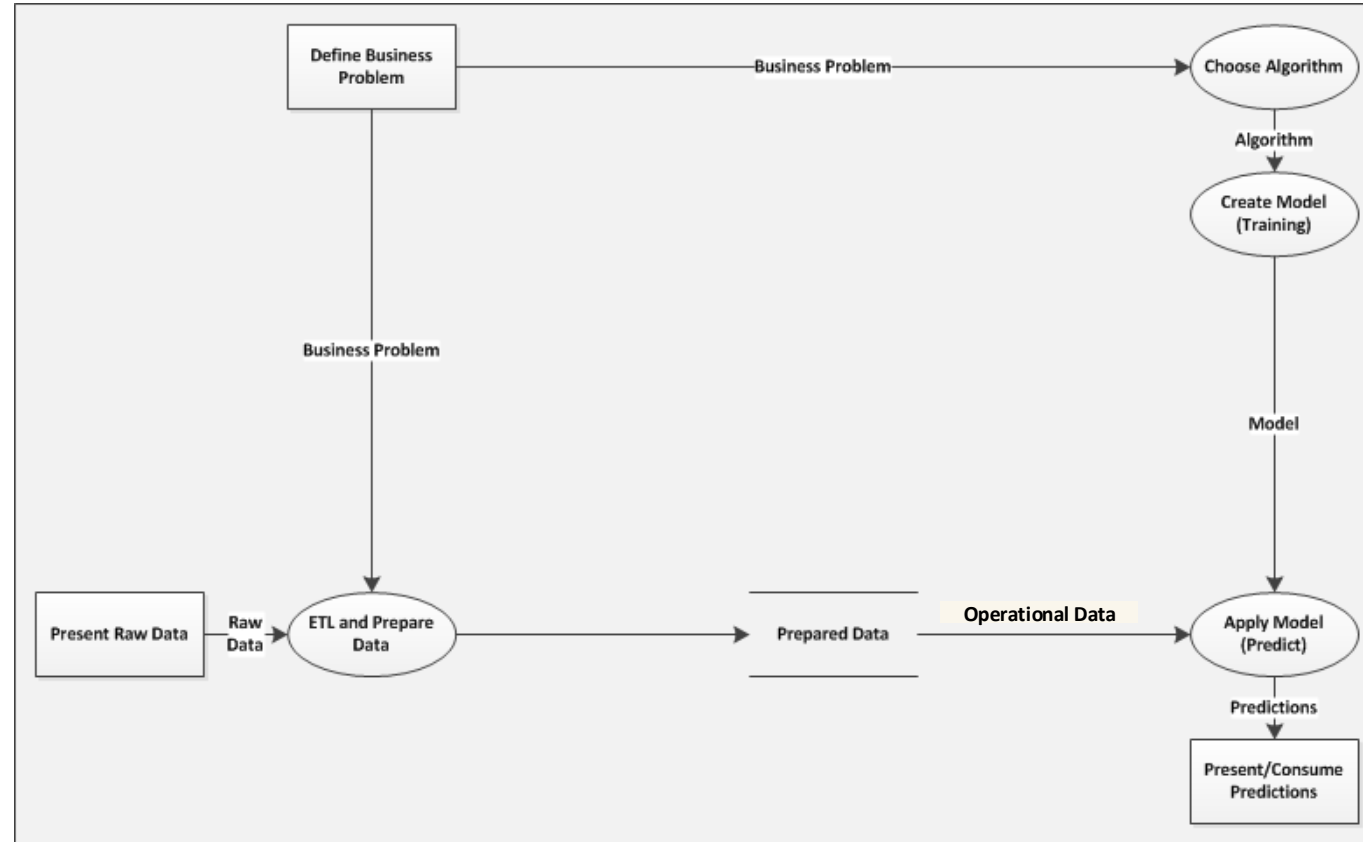 Define Business
Problem
Business Problem
Choose Algorithm
Algorithm
Create Model
(Training)
Business Problem
Model
Present Raw Data
Raw
Data
ETL and Prepare
Data
Prepared Data
Operational Data
Apply Model
(Predict)
Predictions
Present/Consume
Predictions